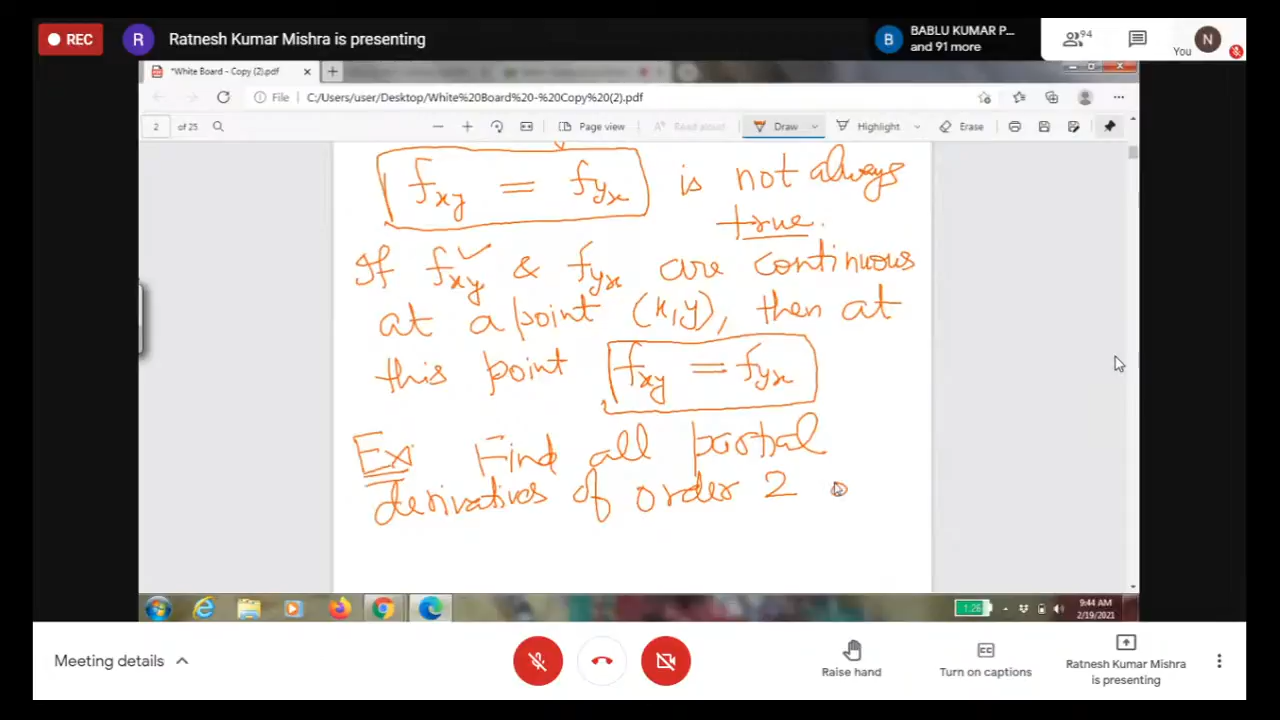 REC
R
Ratnesh Kumar Mishra is presenting
B
BABLU KUMAR P...
and 91 more
94
You
N
*White Board - Copy (2).pdf
File
C:/Users/user/Desktop/White%20Board%20-%20Copy%20(2).pdf
2 of 25
Page view
Read aloud
Draw
Highlight
Erase
fxy = fyx is not always
true.
If fxy & fyx are continuous
at a point (x,y), then at
this point fxy = fyx
Ex Find all partial
derivatives of order 2
1:26
9:44 AM
2/19/2021
Meeting details
Raise hand
Turn on captions
Ratnesh Kumar Mishra
is presenting